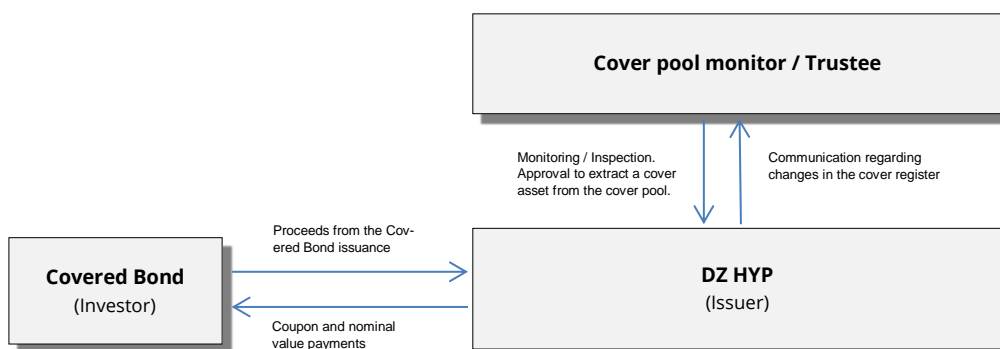 Cover pool monitor / Trustee
Monitoring / Inspection.
Approval to extract a cover
asset from the cover pool.
Communication regarding
changes in the cover register
Proceeds from the Cov-
ered Bond issuance
Covered Bond
(Investor)
DZ HYP
(Issuer)
Coupon and nominal
value payments